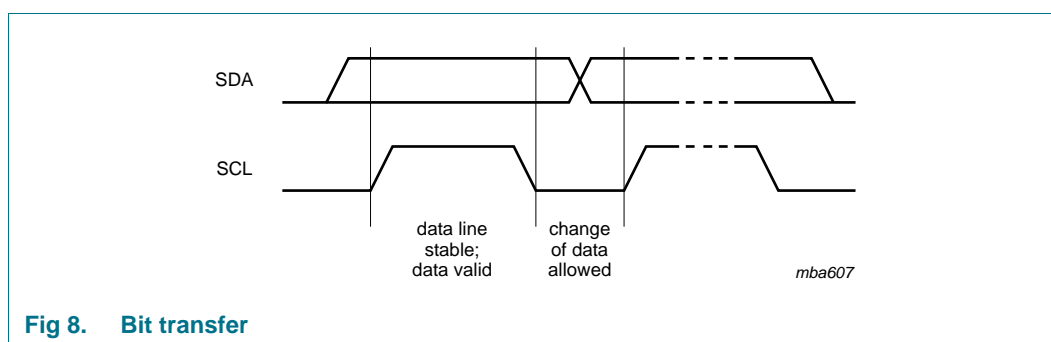 SDA
SCL
data line
stable;
data valid
change
of data
allowed
mba607
Fig 8. Bit transfer